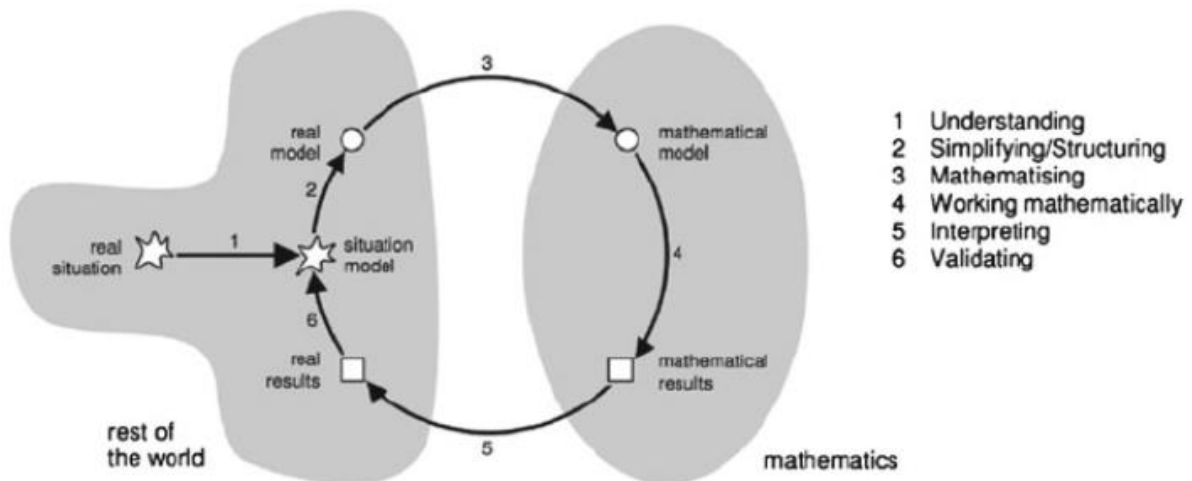 3
real
model
mathematical
model
2
real
situation
1
situation
model
4
6
real
results
mathematical
results
5
rest of
the world
mathematics
1 Understanding
2 Simplifying/Structuring
3 Mathematising
4 Working mathematically
5 Interpreting
6 Validating